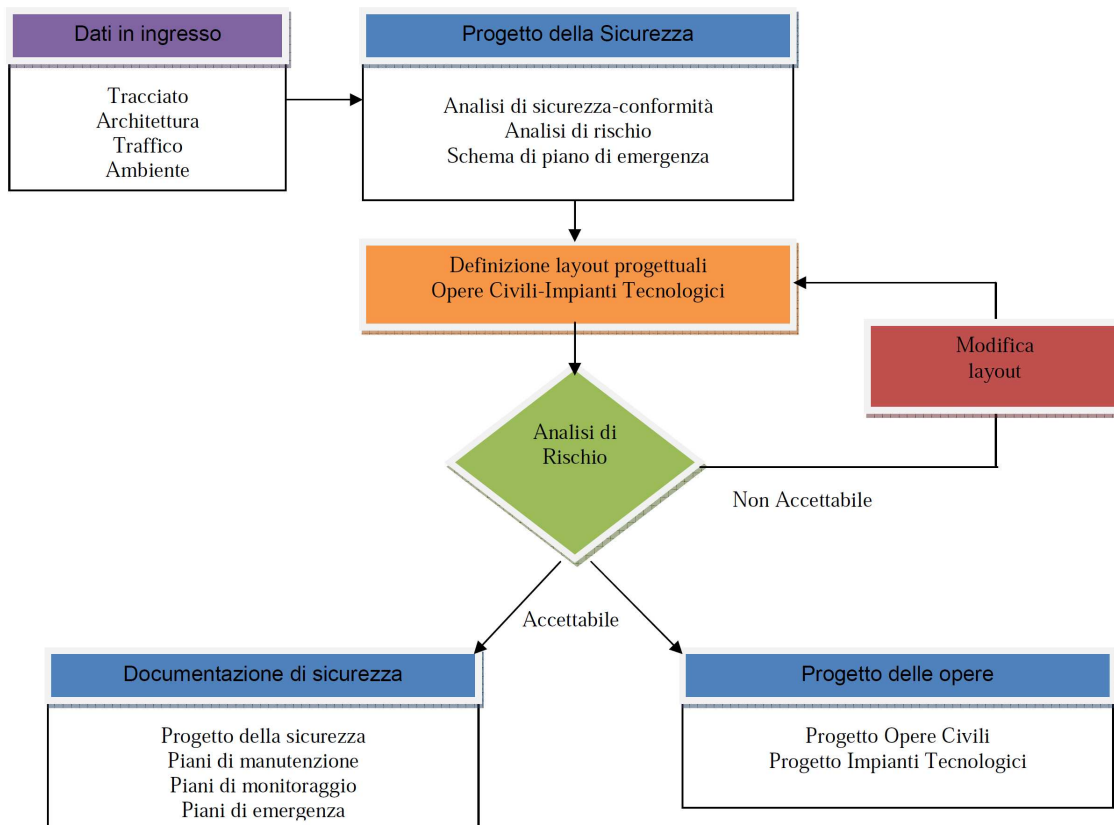 Dati in ingresso
Tracciato
Architettura
Traffico
Ambiente
Progetto della Sicurezza
Analisi di sicurezza-conformità
Analisi di rischio
Schema di piano di emergenza
Definizione layout progettuali
Opere Civili-Impianti Tecnologici
Modifica
layout
Analisi di
Rischio
Non Accettabile
Accettabile
Documentazione di sicurezza
Progetto della sicurezza
Piani di manutenzione
Piani di monitoraggio
Piani di emergenza
Progetto delle opere
Progetto Opere Civili
Progetto Impianti Tecnologici